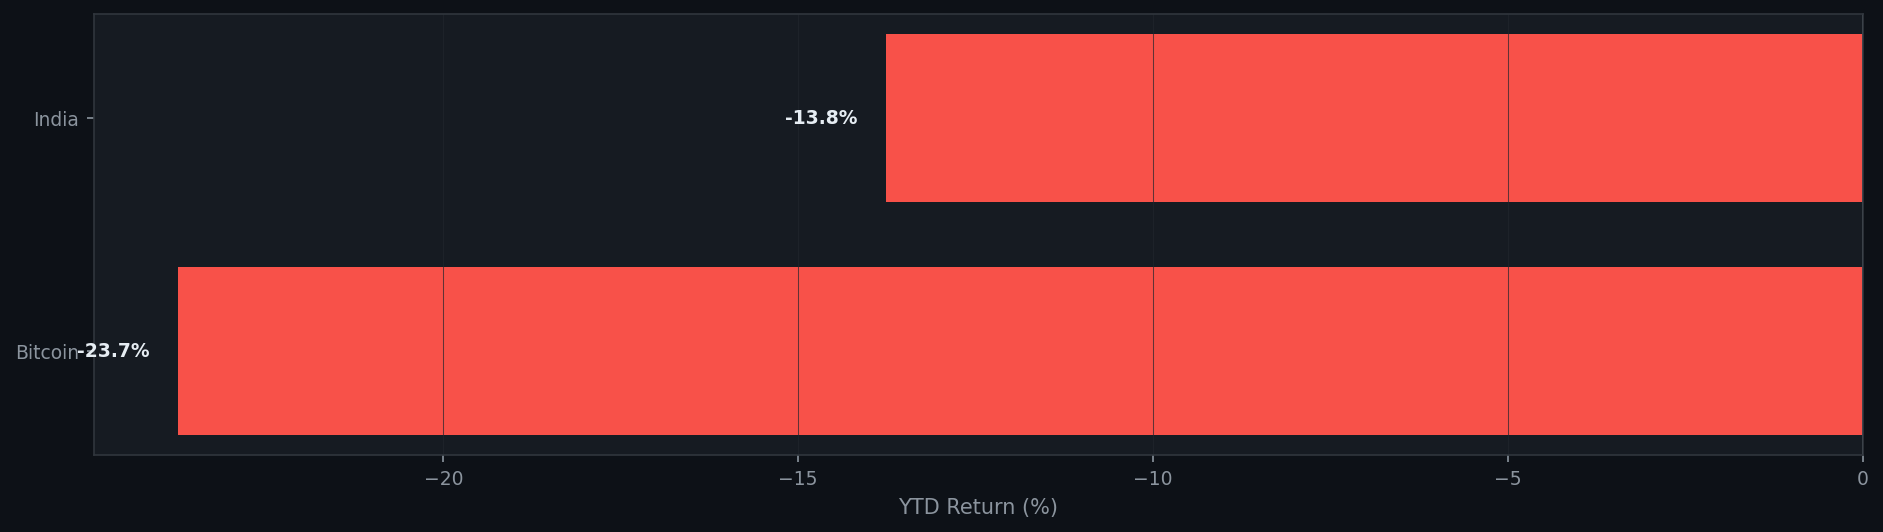 India
-13.8%
Bitcoin
-23.7%
−20
−15
−10
−5
0
YTD Return (%)